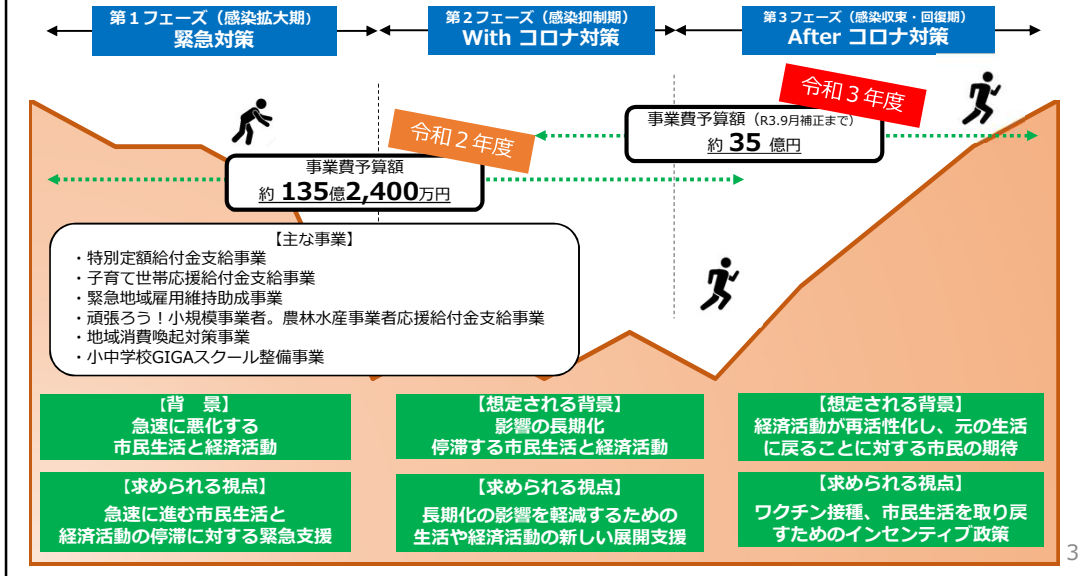 第１フェーズ（感染拡大期）
緊急対策
第２フェーズ（感染抑制期）
With コロナ対策
第３フェーズ（感染収束・回復期）
After コロナ対策
令和２年度
事業費予算額
約 135億2,400万円
令和３年度
事業費予算額（R3.9月補正まで）
約 35 億円
【主な事業】
・特別定額給付金支給事業
・子育て世帯応援給付金支給事業
・緊急地域雇用維持助成事業
・頑張ろう！小規模事業者。農林水産事業者応援給付金支給事業
・地域消費喚起対策事業
・小中学校GIGAスクール整備事業
【背　景】
急速に悪化する
市民生活と経済活動
【想定される背景】
影響の長期化
停滞する市民生活と経済活動
【想定される背景】
経済活動が再活性化し、元の生活
に戻ることに対する市民の期待
【求められる視点】
急速に進む市民生活と
経済活動の停滞に対する緊急支援
【求められる視点】
長期化の影響を軽減するための
生活や経済活動の新しい展開支援
【求められる視点】
ワクチン接種、市民生活を取り戻
すためのインセンティブ政策
3